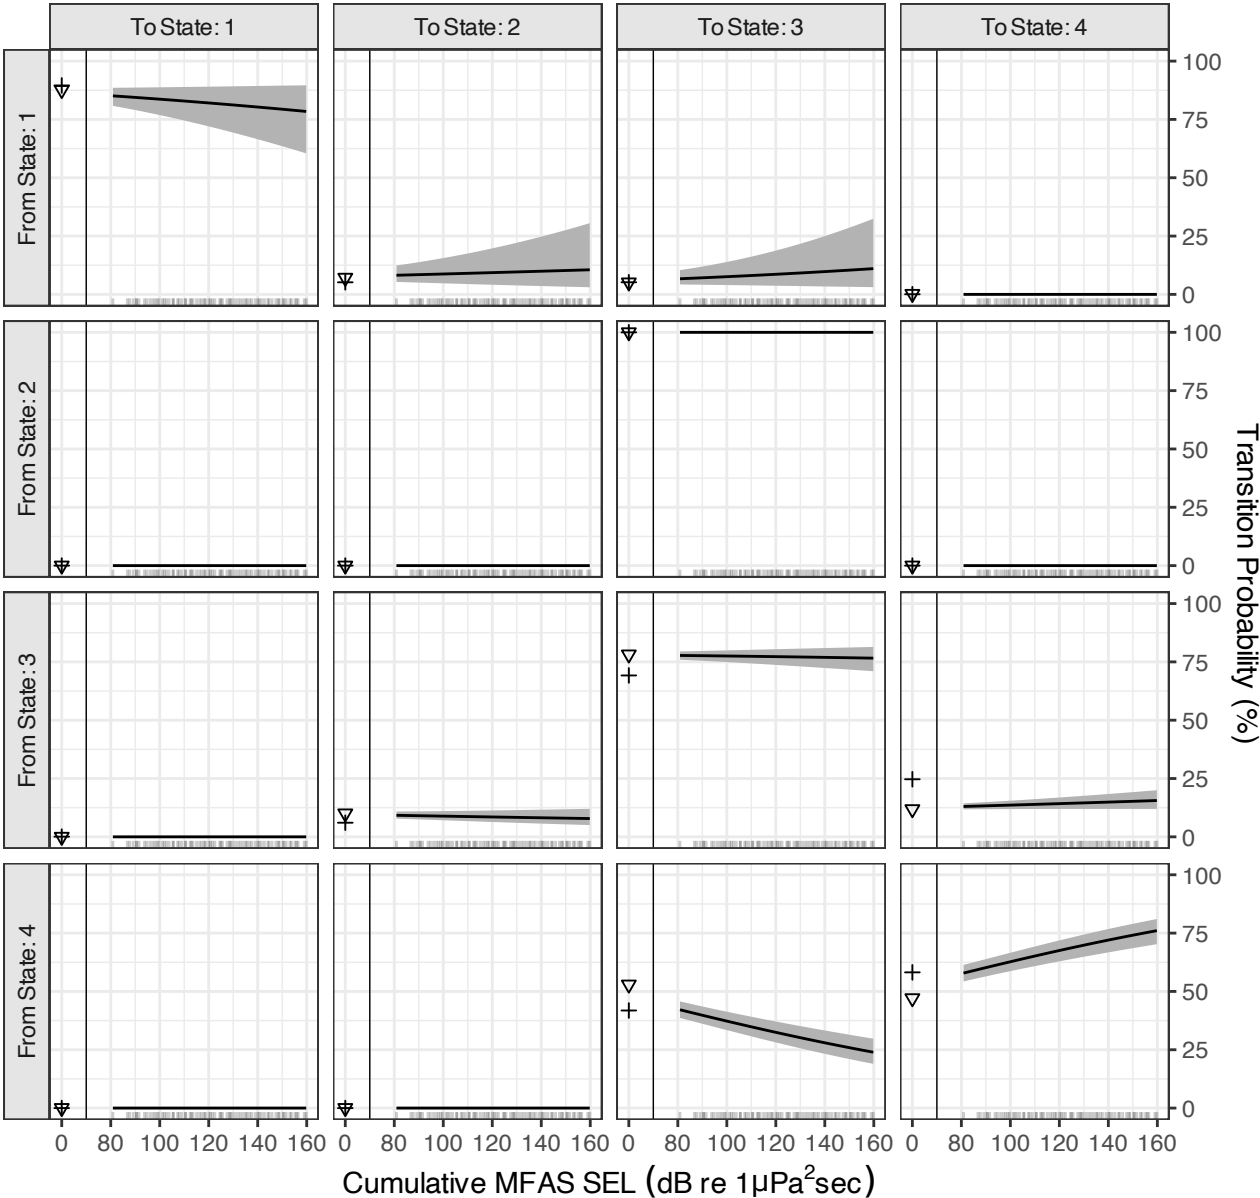 To State: 1 To State: 2 To State: 3 To State: 4
From State: 1
100
75
50
25
0
From State: 2
100
75
50
25
0
From State: 3
100
75
50
25
0
From State: 4
100
75
50
25
0
Transition Probability (%)
0 80 100 120 140 160 0 80 100 120 140 160 0 80 100 120 140 160 0 80 100 120 140 160
Cumulative MFAS SEL (dB re 1µPa²sec)